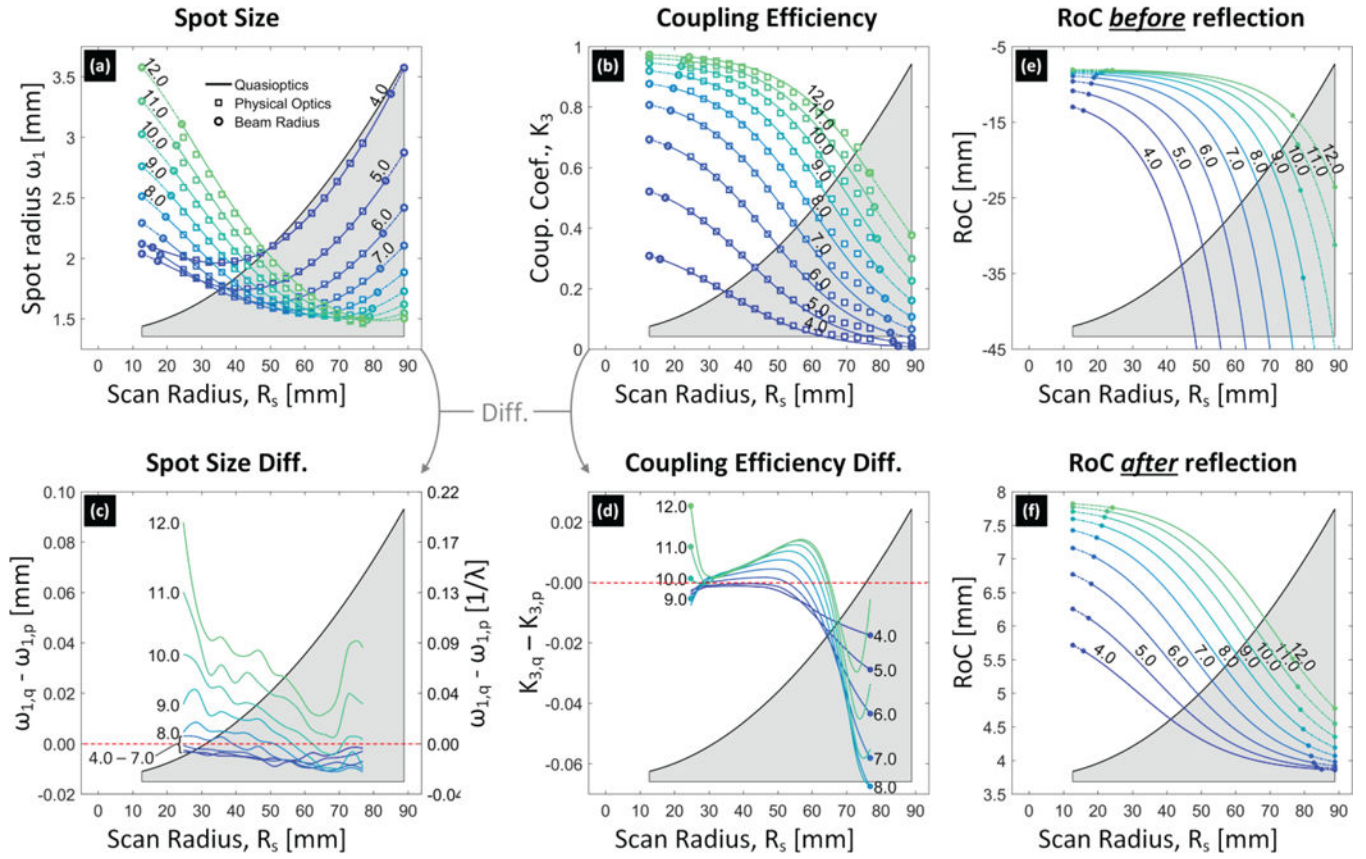 Spot Size
(a)
Quasioptics
Physical Optics
Beam Radius
12.0
11.0
10.0
9.0
8.0
4.0
5.0
6.0
7.0
3.5
3
2.5
2
1.5
Spot radius ω₁ [mm]
0 10 20 30 40 50 60 70 80 90
Scan Radius, Rₛ [mm]
Coupling Efficiency
(b)
12.0
11.0
10.0
9.0
8.0
7.0
6.0
5.0
4.0
1
0.8
0.6
0.4
0.2
0
Coup. Coef., K₃
0 10 20 30 40 50 60 70 80 90
Scan Radius, Rₛ [mm]
RoC before reflection
(e)
4.0 5.0 6.0 7.0 8.0 9.0 10.0 11.0 12.0
-5
-15
-25
-35
-45
RoC [mm]
0 10 20 30 40 50 60 70 80 90
Scan Radius, Rₛ [mm]
Diff.
Spot Size Diff.
(c)
12.0
11.0
10.0
9.0
8.0
4.0 – 7.0
0.10
0.08
0.06
0.04
0.02
0.00
-0.02
ω₁,q - ω₁,p [mm]
0.22
0.17
0.13
0.09
0.04
0.00
-0.04
ω₁,q - ω₁,p [1/λ]
0 10 20 30 40 50 60 70 80 90
Scan Radius, Rₛ [mm]
Coupling Efficiency Diff.
(d)
12.0
11.0
10.0
9.0
4.0
5.0
6.0
7.0
8.0
0.02
-0.00
-0.02
-0.04
-0.06
K₃,q – K₃,p
0 10 20 30 40 50 60 70 80 90
Scan Radius, Rₛ [mm]
RoC after reflection
(f)
4.0 5.0 6.0 7.0 8.0 9.0 10.0 11.0 12.0
8
7.5
7
6.5
6
5.5
5
4.5
4
3.5
RoC [mm]
0 10 20 30 40 50 60 70 80 90
Scan Radius, Rₛ [mm]